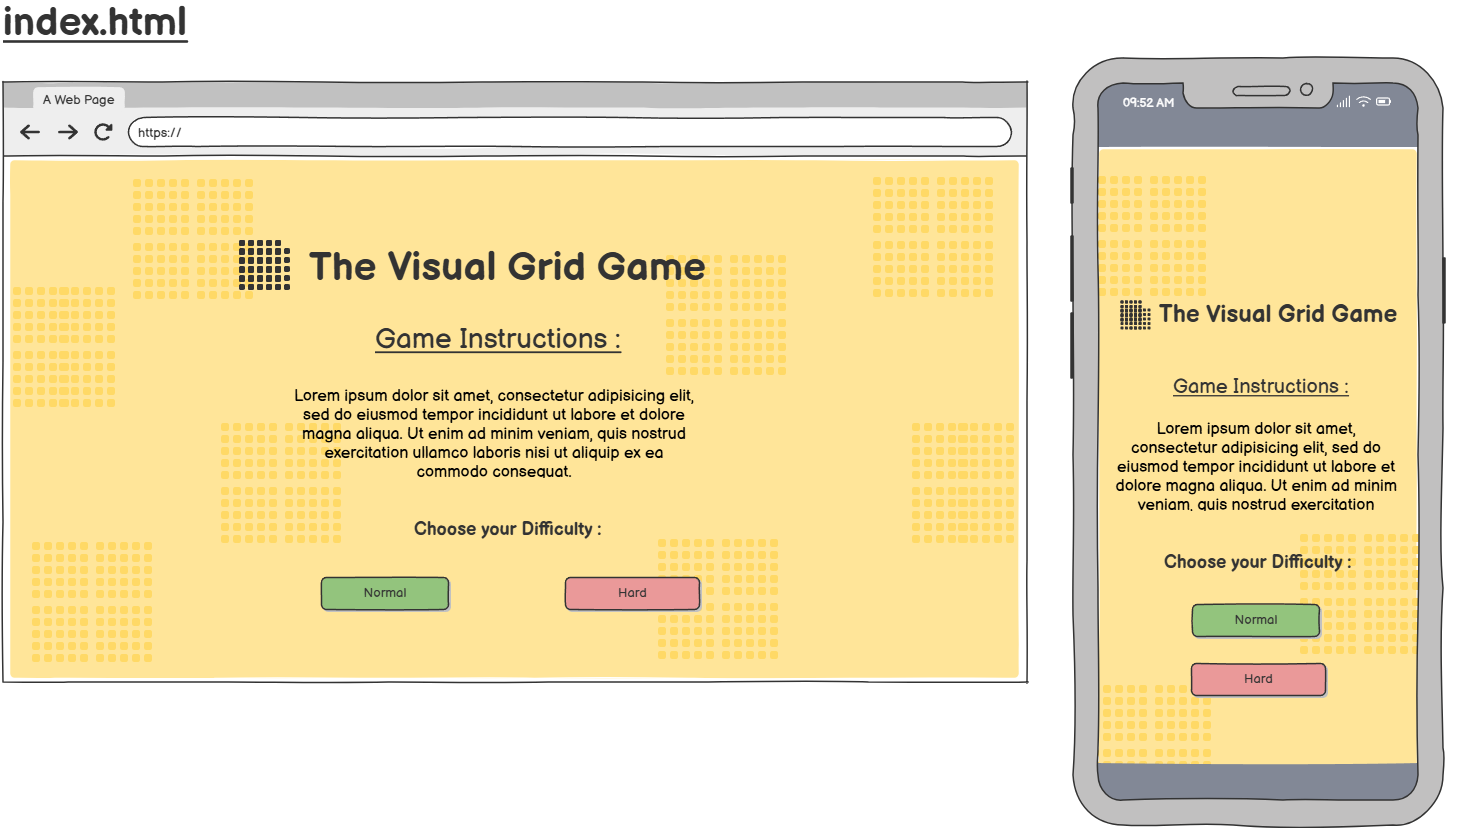 index.html
A Web Page
https://
The Visual Grid Game
Game Instructions :
Lorem ipsum dolor sit amet, consectetur adipisicing elit,
sed do eiusmod tempor incididunt ut labore et dolore
magna aliqua. Ut enim ad minim veniam, quis nostrud
exercitation ullamco laboris nisi ut aliquip ex ea
commodo consequat.
Choose your Difficulty :
Normal
Hard
09:52 AM
The Visual Grid Game
Game Instructions :
Lorem ipsum dolor sit amet,
consectetur adipisicing elit, sed do
eiusmod tempor incididunt ut labore et
dolore magna aliqua. Ut enim ad minim
veniam, quis nostrud exercitation
Choose your Difficulty :
Normal
Hard